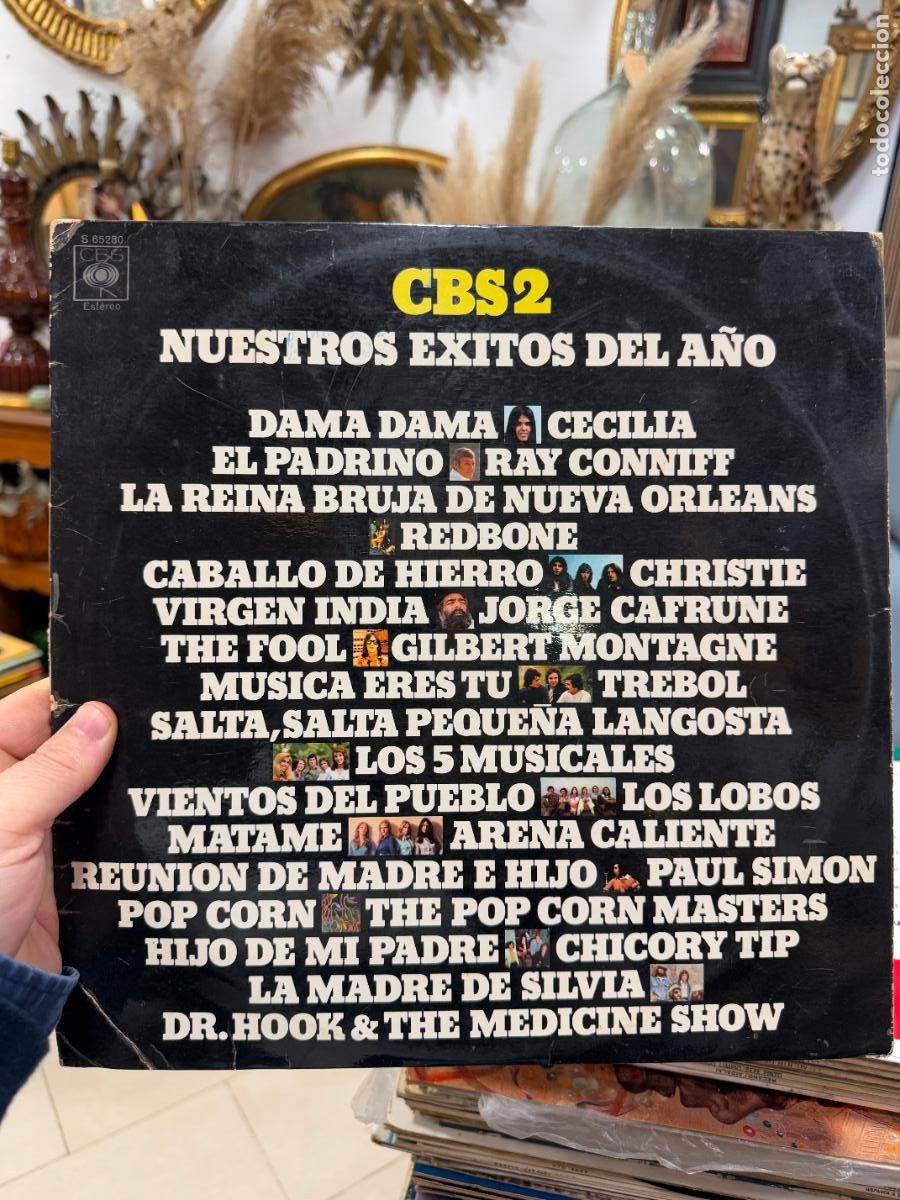 S 65280
CBS
Estéreo
CBS 2
NUESTROS EXITOS DEL AÑO
DAMA DAMA CECILIA
EL PADRINO RAY CONNIFF
LA REINA BRUJA DE NUEVA ORLEANS
REDBONE
CABALLO DE HIERRO CHRISTIE
VIRGEN INDIA JORGE CAFRUNE
THE FOOL GILBERT MONTAGNE
MUSICA ERES TU TREBOL
SALTA, SALTA PEQUEÑA LANGOSTA
LOS 5 MUSICALES
VIENTOS DEL PUEBLO LOS LOBOS
MATAME ARENA CALIENTE
REUNION DE MADRE E HIJO PAUL SIMON
POP CORN THE POP CORN MASTERS
HIJO DE MI PADRE CHICORY TIP
LA MADRE DE SILVIA
DR. HOOK & THE MEDICINE SHOW
todocoleccion